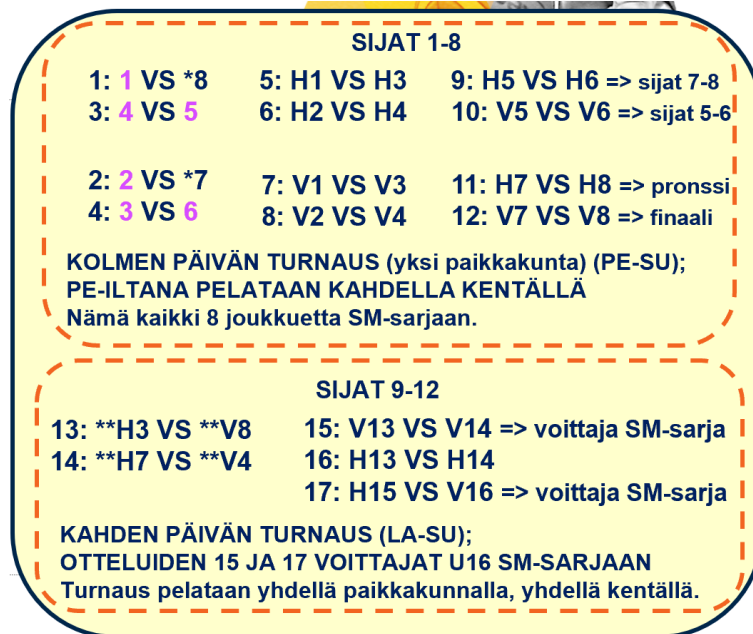 SIJAT 1-8
1: 1 VS *8 5: H1 VS H3 9: H5 VS H6 => sijat 7-8
3: 4 VS 5 6: H2 VS H4 10: V5 VS V6 => sijat 5-6
2: 2 VS *7 7: V1 VS V3 11: H7 VS H8 => pronssi
4: 3 VS 6 8: V2 VS V4 12: V7 VS V8 => finaali
KOLMEN PÄIVÄN TURNAUS (yksi paikkakunta) (PE-SU);
PE-ILTANA PELATAAN KAHDELLA KENTÄLLÄ
Nämä kaikki 8 joukkuetta SM-sarjaan.
SIJAT 9-12
13: **H3 VS **V8 15: V13 VS V14 => voittaja SM-sarja
14: **H7 VS **V4 16: H13 VS H14
17: H15 VS V16 => voittaja SM-sarja
KAHDEN PÄIVÄN TURNAUS (LA-SU);
OTTELUIDEN 15 JA 17 VOITTAJAT U16 SM-SARJAAN
Turnaus pelataan yhdellä paikkakunnalla, yhdellä kentällä.